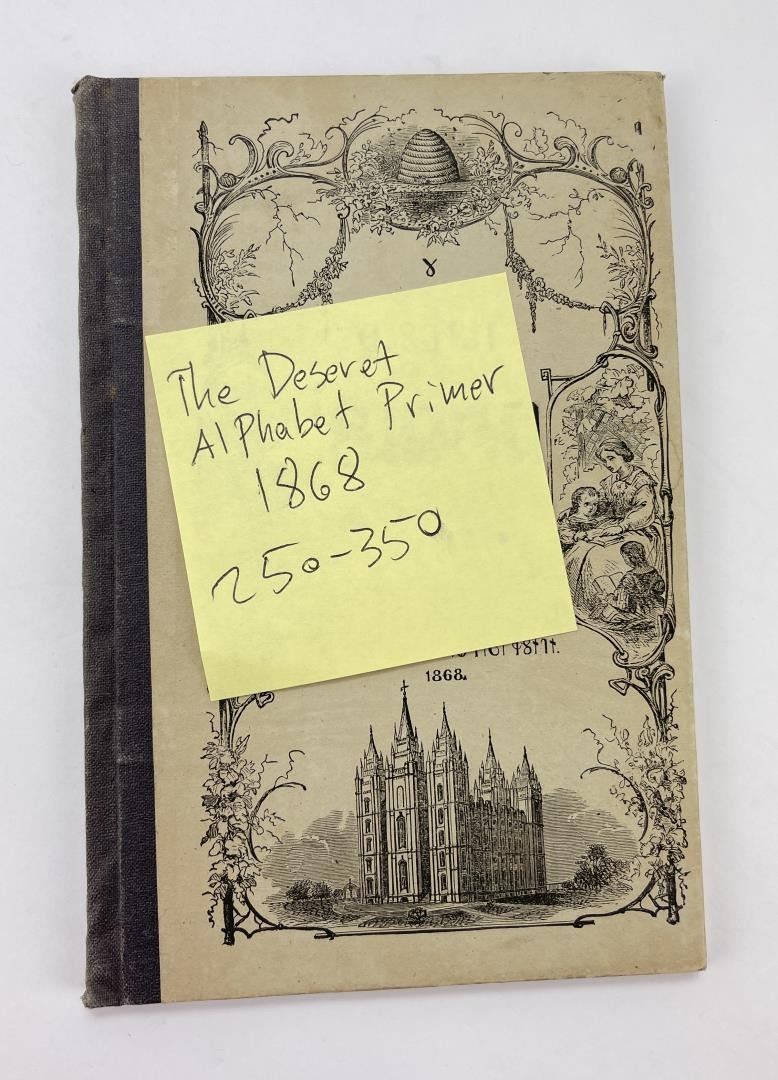 𐐜
The Deseret
Alphabet Primer
1868
250-350
1868.